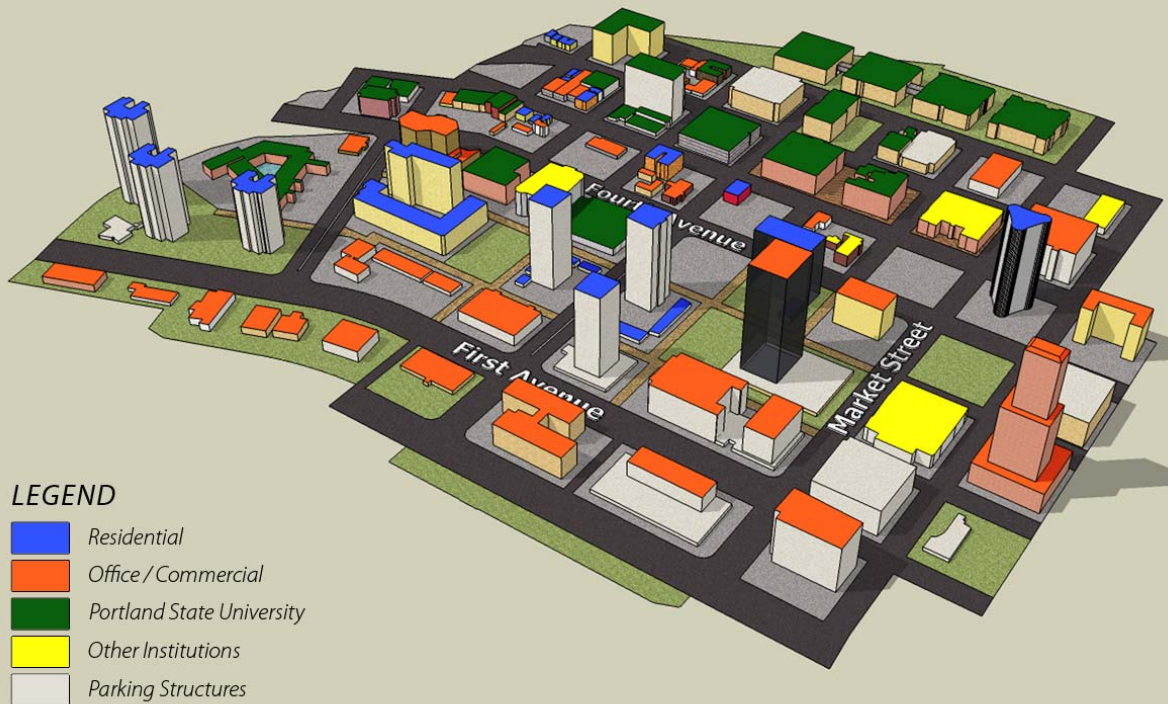 Fourth Avenue
First Avenue
Market Street
LEGEND
Residential
Office / Commercial
Portland State University
Other Institutions
Parking Structures